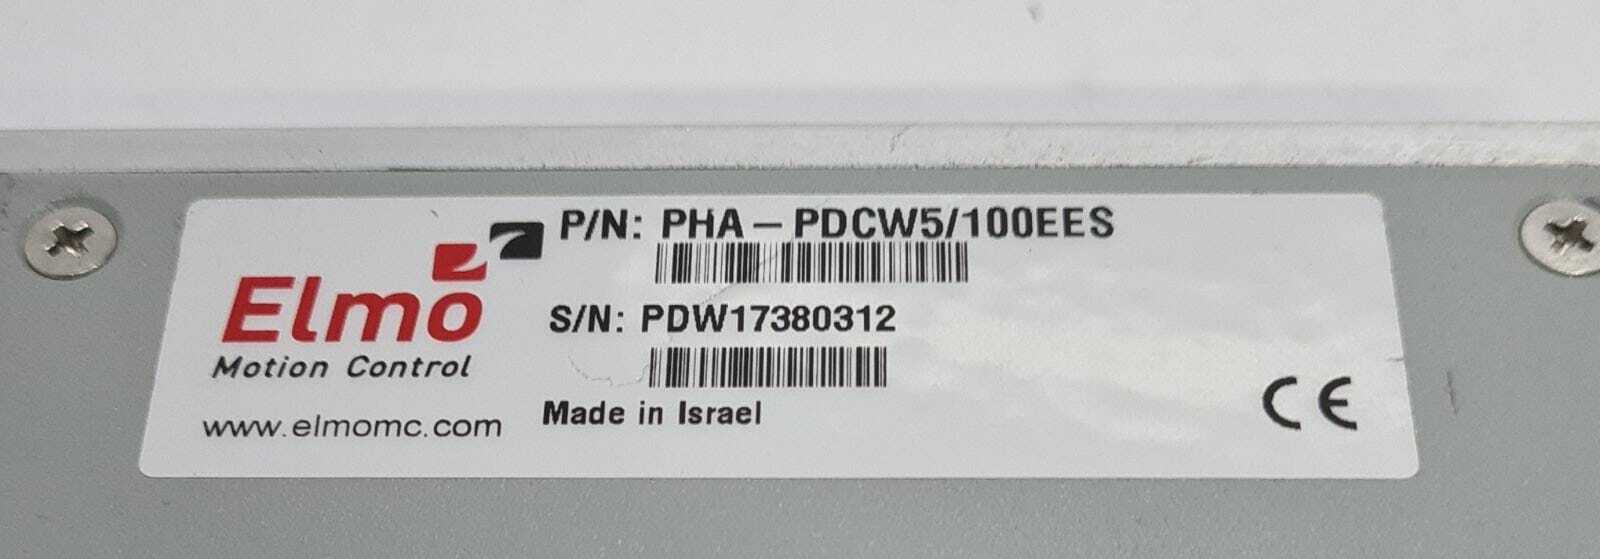 P/N: PHA – PDCW5/100EES
Elmo
Motion Control
www.elmomc.com
S/N: PDW17380312
Made in Israel
CE